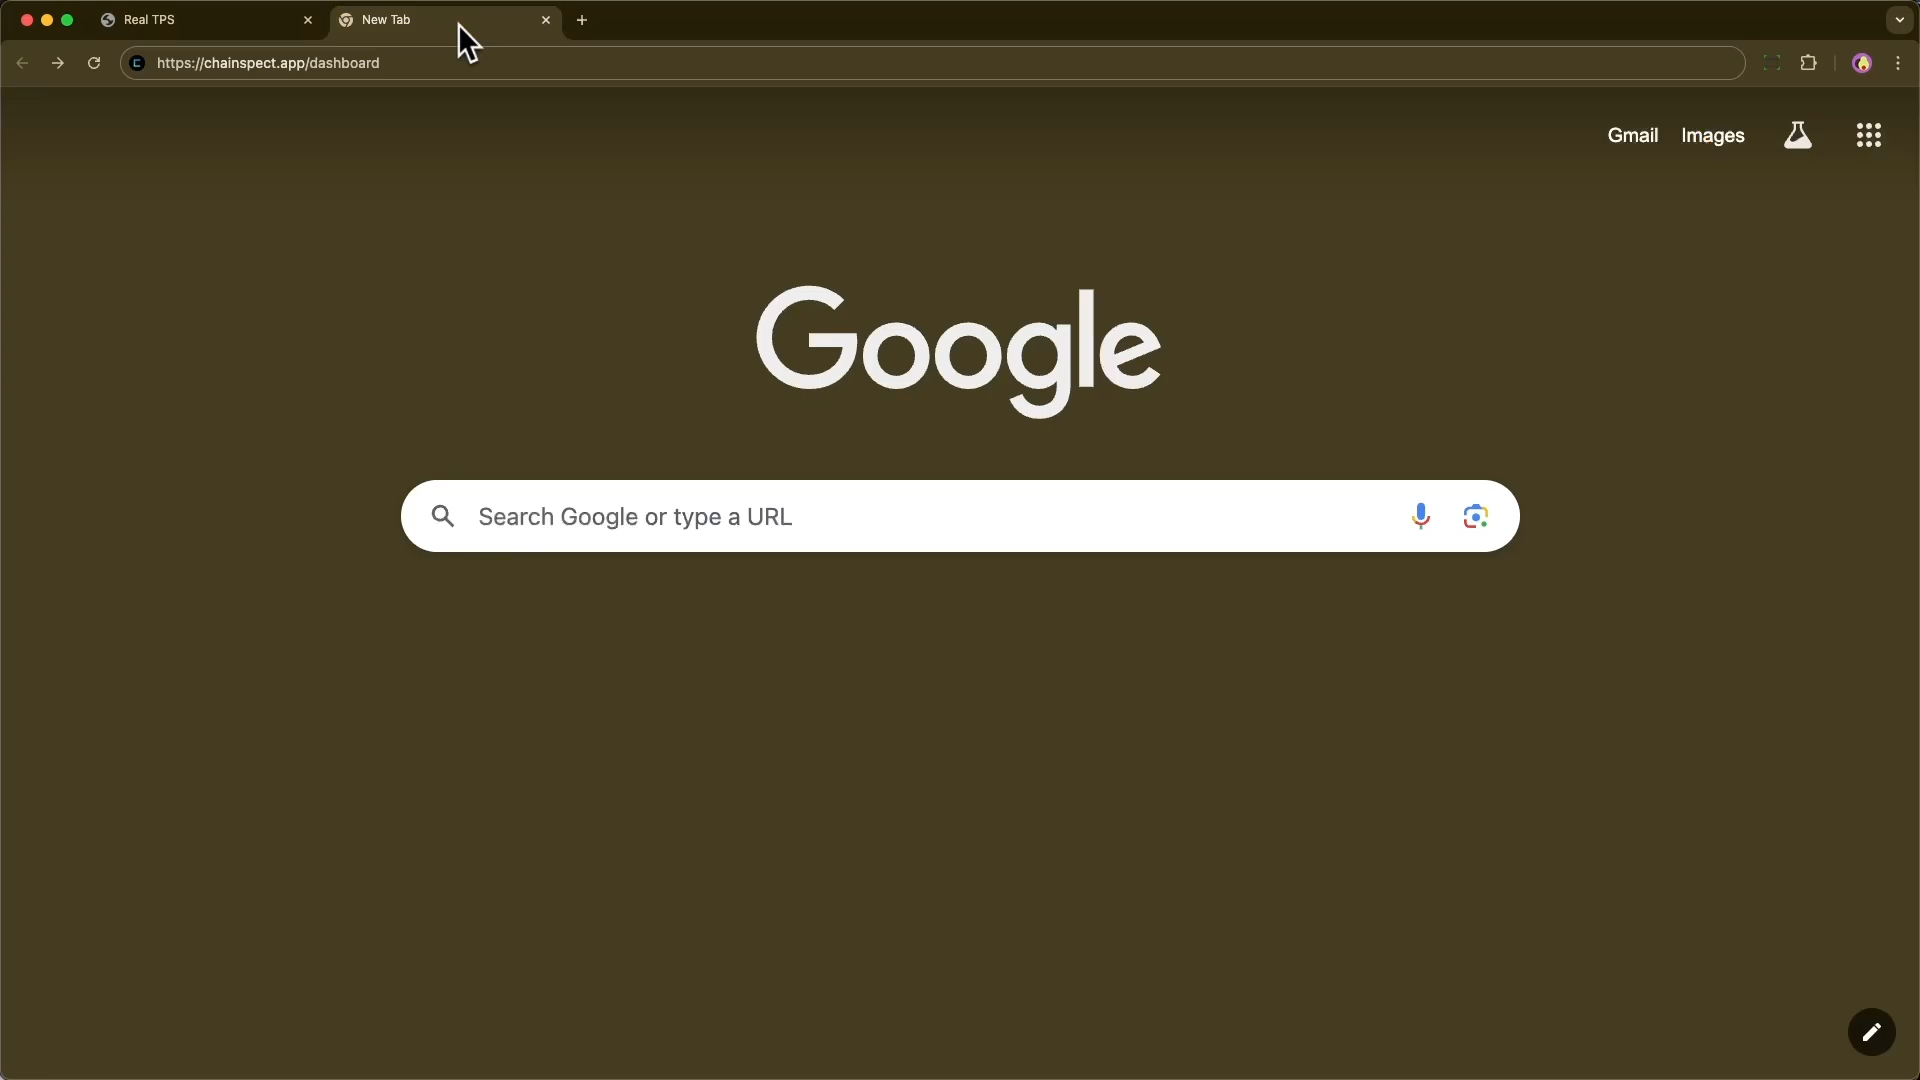 Real TPS
New Tab
https://chainspect.app/dashboard
Gmail Images
Google
Search Google or type a URL